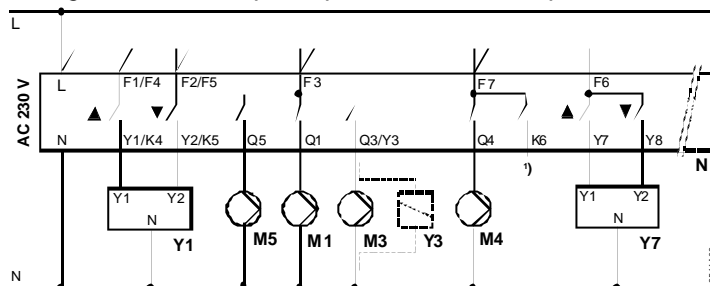 L
L F1/F4 F2/F5 F3 F7 F6
AC 230 V
N Y1/K4 Y2/K5 Q5 Q1 Q3/Y3 Q4 K6 Y7 Y8
1)
N
Y1 Y2 Y1 Y2
N N
Y1 M5 M1 M3 Y3 M4 Y7
N